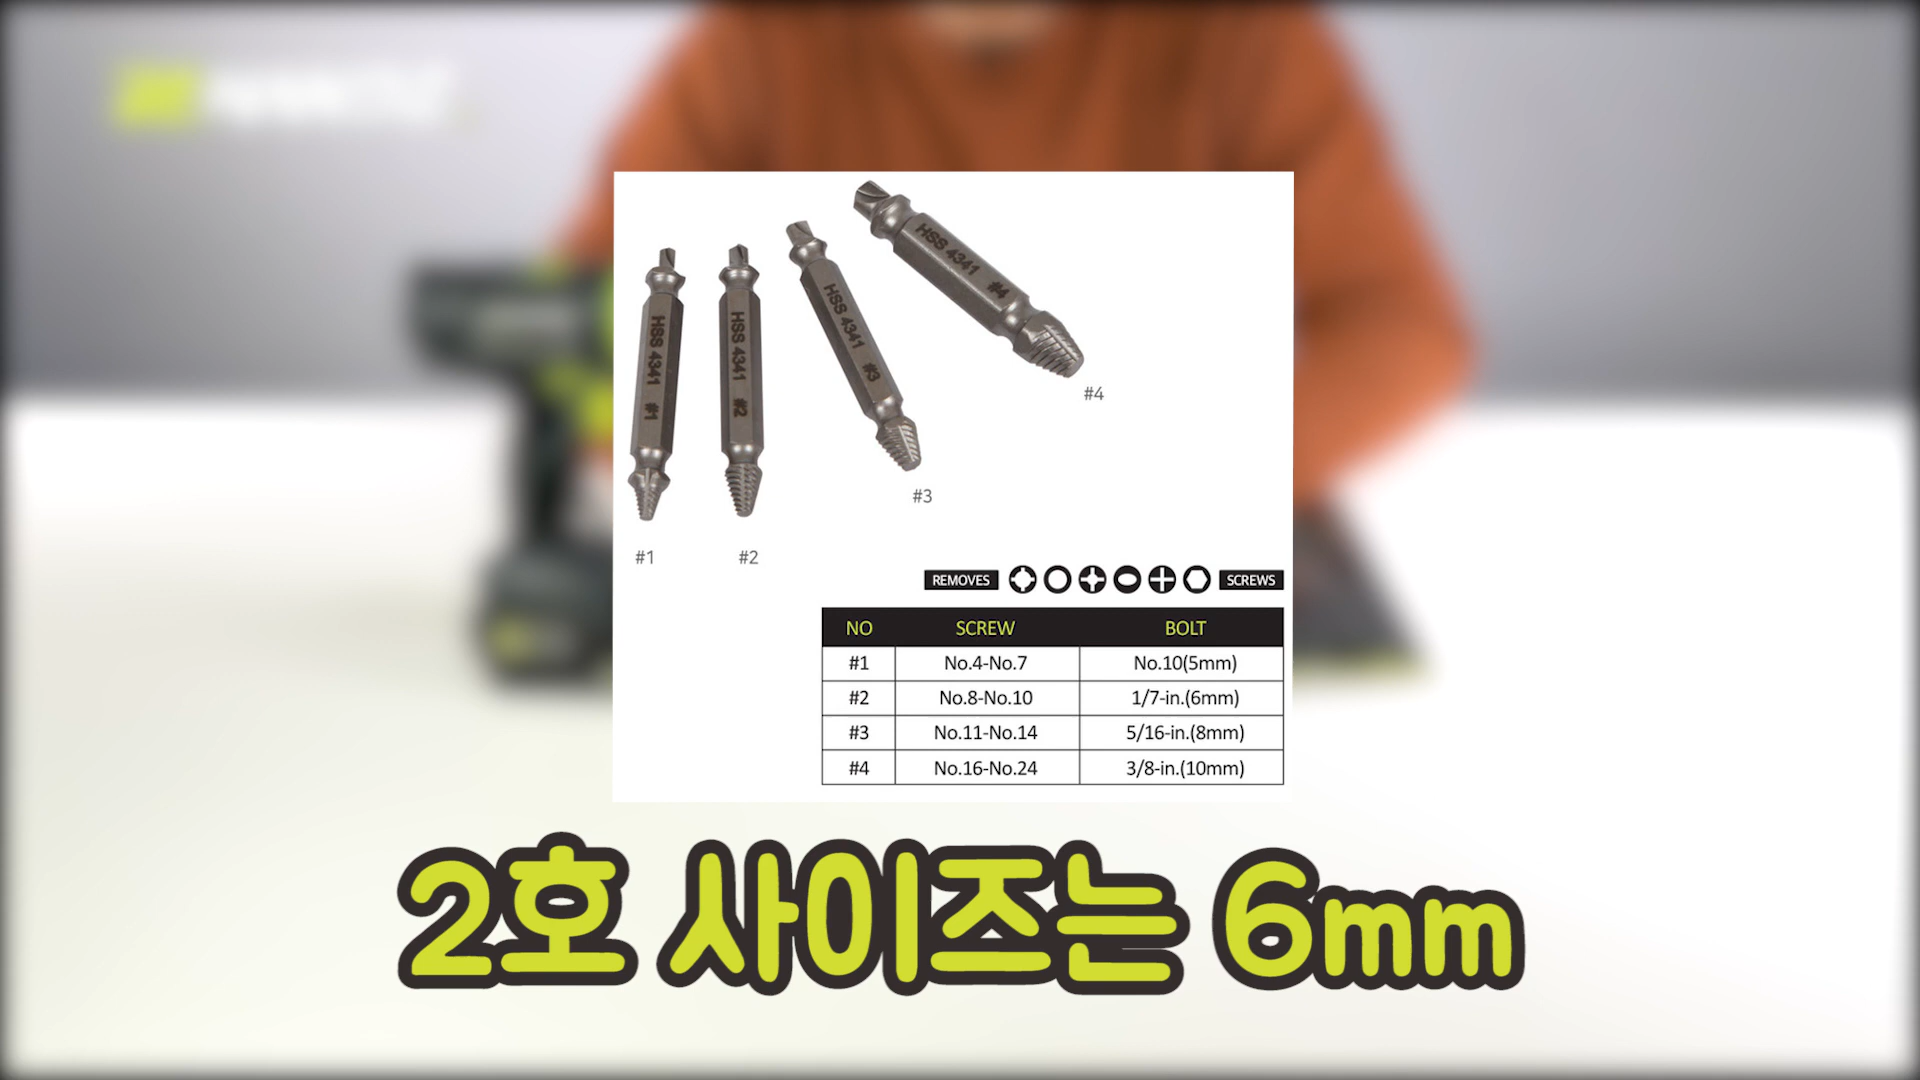 HSS 4341 #1
HSS 4341 #2
HSS 4341 #3
HSS 4341 #4
#1
#2
#3
#4
REMOVES SCREWS
NO SCREW BOLT
#1 No.4-No.7 No.10(5mm)
#2 No.8-No.10 1/7-in.(6mm)
#3 No.11-No.14 5/16-in.(8mm)
#4 No.16-No.24 3/8-in.(10mm)
2호 사이즈는 6mm